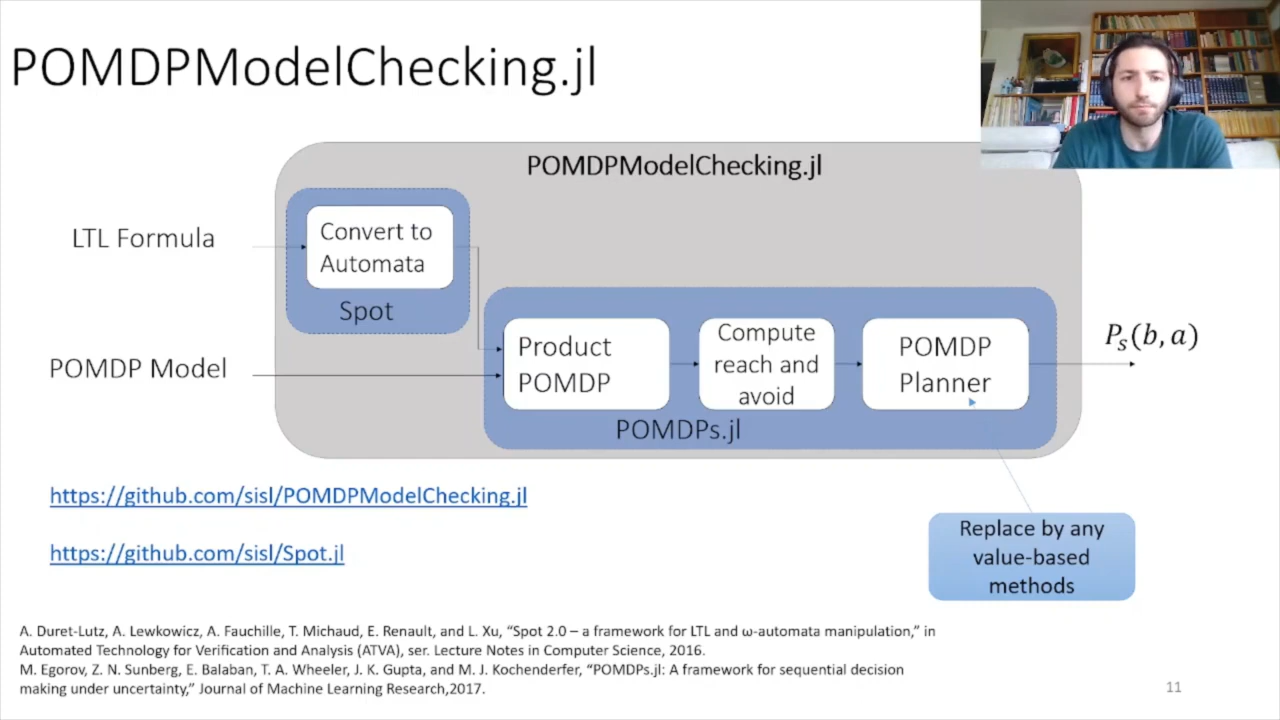 POMDPModelChecking.jl
POMDPModelChecking.jl
LTL Formula
Convert to
Automata
Spot
POMDP Model
Product
POMDP
Compute
reach and
avoid
POMDP
Planner
POMDPs.jl
Pₛ(b, a)
https://github.com/sisl/POMDPModelChecking.jl
https://github.com/sisl/Spot.jl
Replace by any
value-based
methods
A. Duret-Lutz, A. Lewkowicz, A. Fauchille, T. Michaud, E. Renault, and L. Xu, “Spot 2.0 – a framework for LTL and ω-automata manipulation,” in
Automated Technology for Verification and Analysis (ATVA), ser. Lecture Notes in Computer Science, 2016.
M. Egorov, Z. N. Sunberg, E. Balaban, T. A. Wheeler, J. K. Gupta, and M. J. Kochenderfer, “POMDPs.jl: A framework for sequential decision
making under uncertainty,” Journal of Machine Learning Research,2017.
11